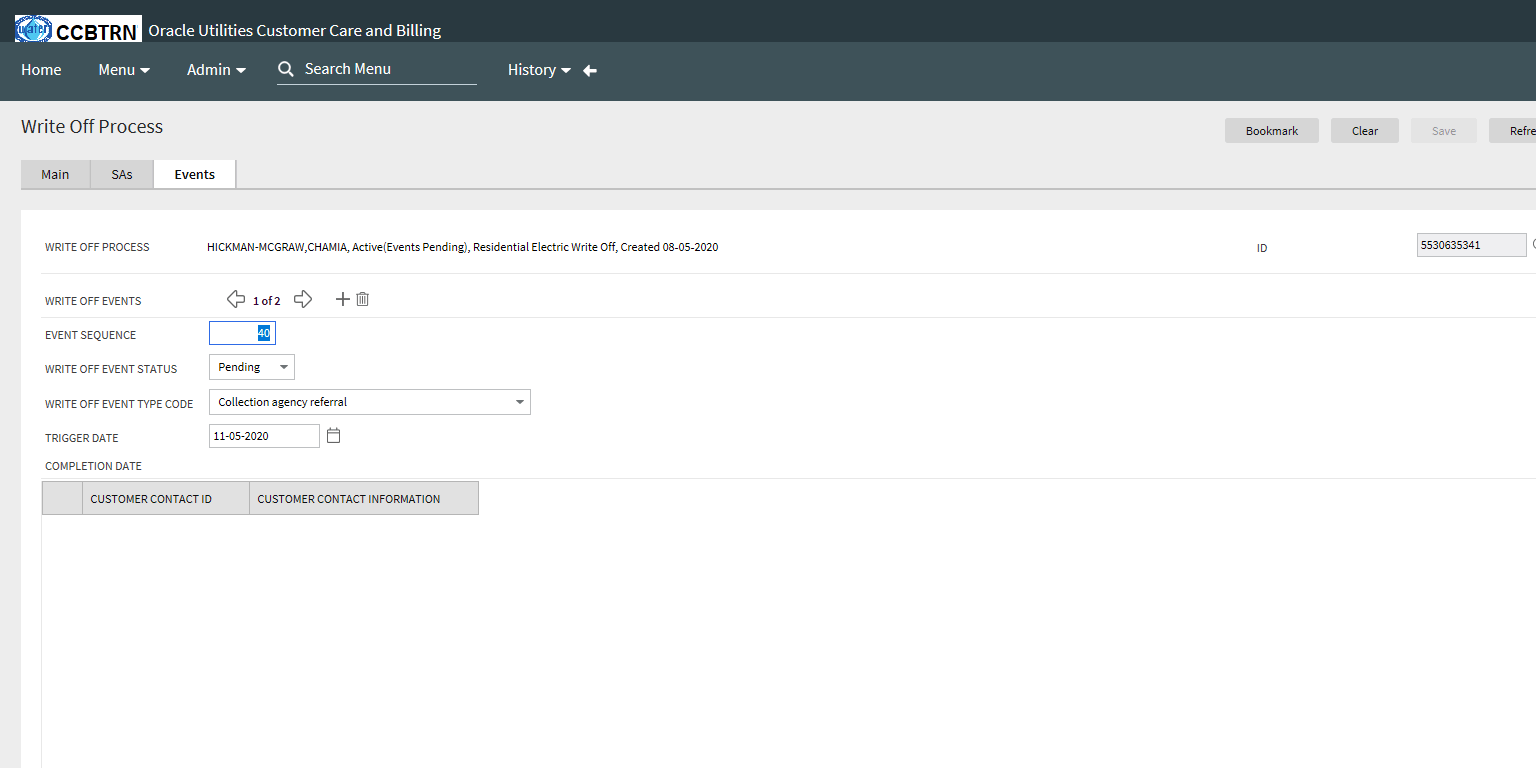 water CCBTRN Oracle Utilities Customer Care and Billing
Home Menu Admin Search Menu History
Write Off Process
Bookmark Clear Save Refre
Main SAs Events
WRITE OFF PROCESS HICKMAN-MCGRAW,CHAMIA, Active(Events Pending), Residential Electric Write Off, Created 08-05-2020 ID 5530635341
WRITE OFF EVENTS 1 of 2
EVENT SEQUENCE 40
WRITE OFF EVENT STATUS Pending
WRITE OFF EVENT TYPE CODE Collection agency referral
TRIGGER DATE 11-05-2020
COMPLETION DATE
CUSTOMER CONTACT ID CUSTOMER CONTACT INFORMATION